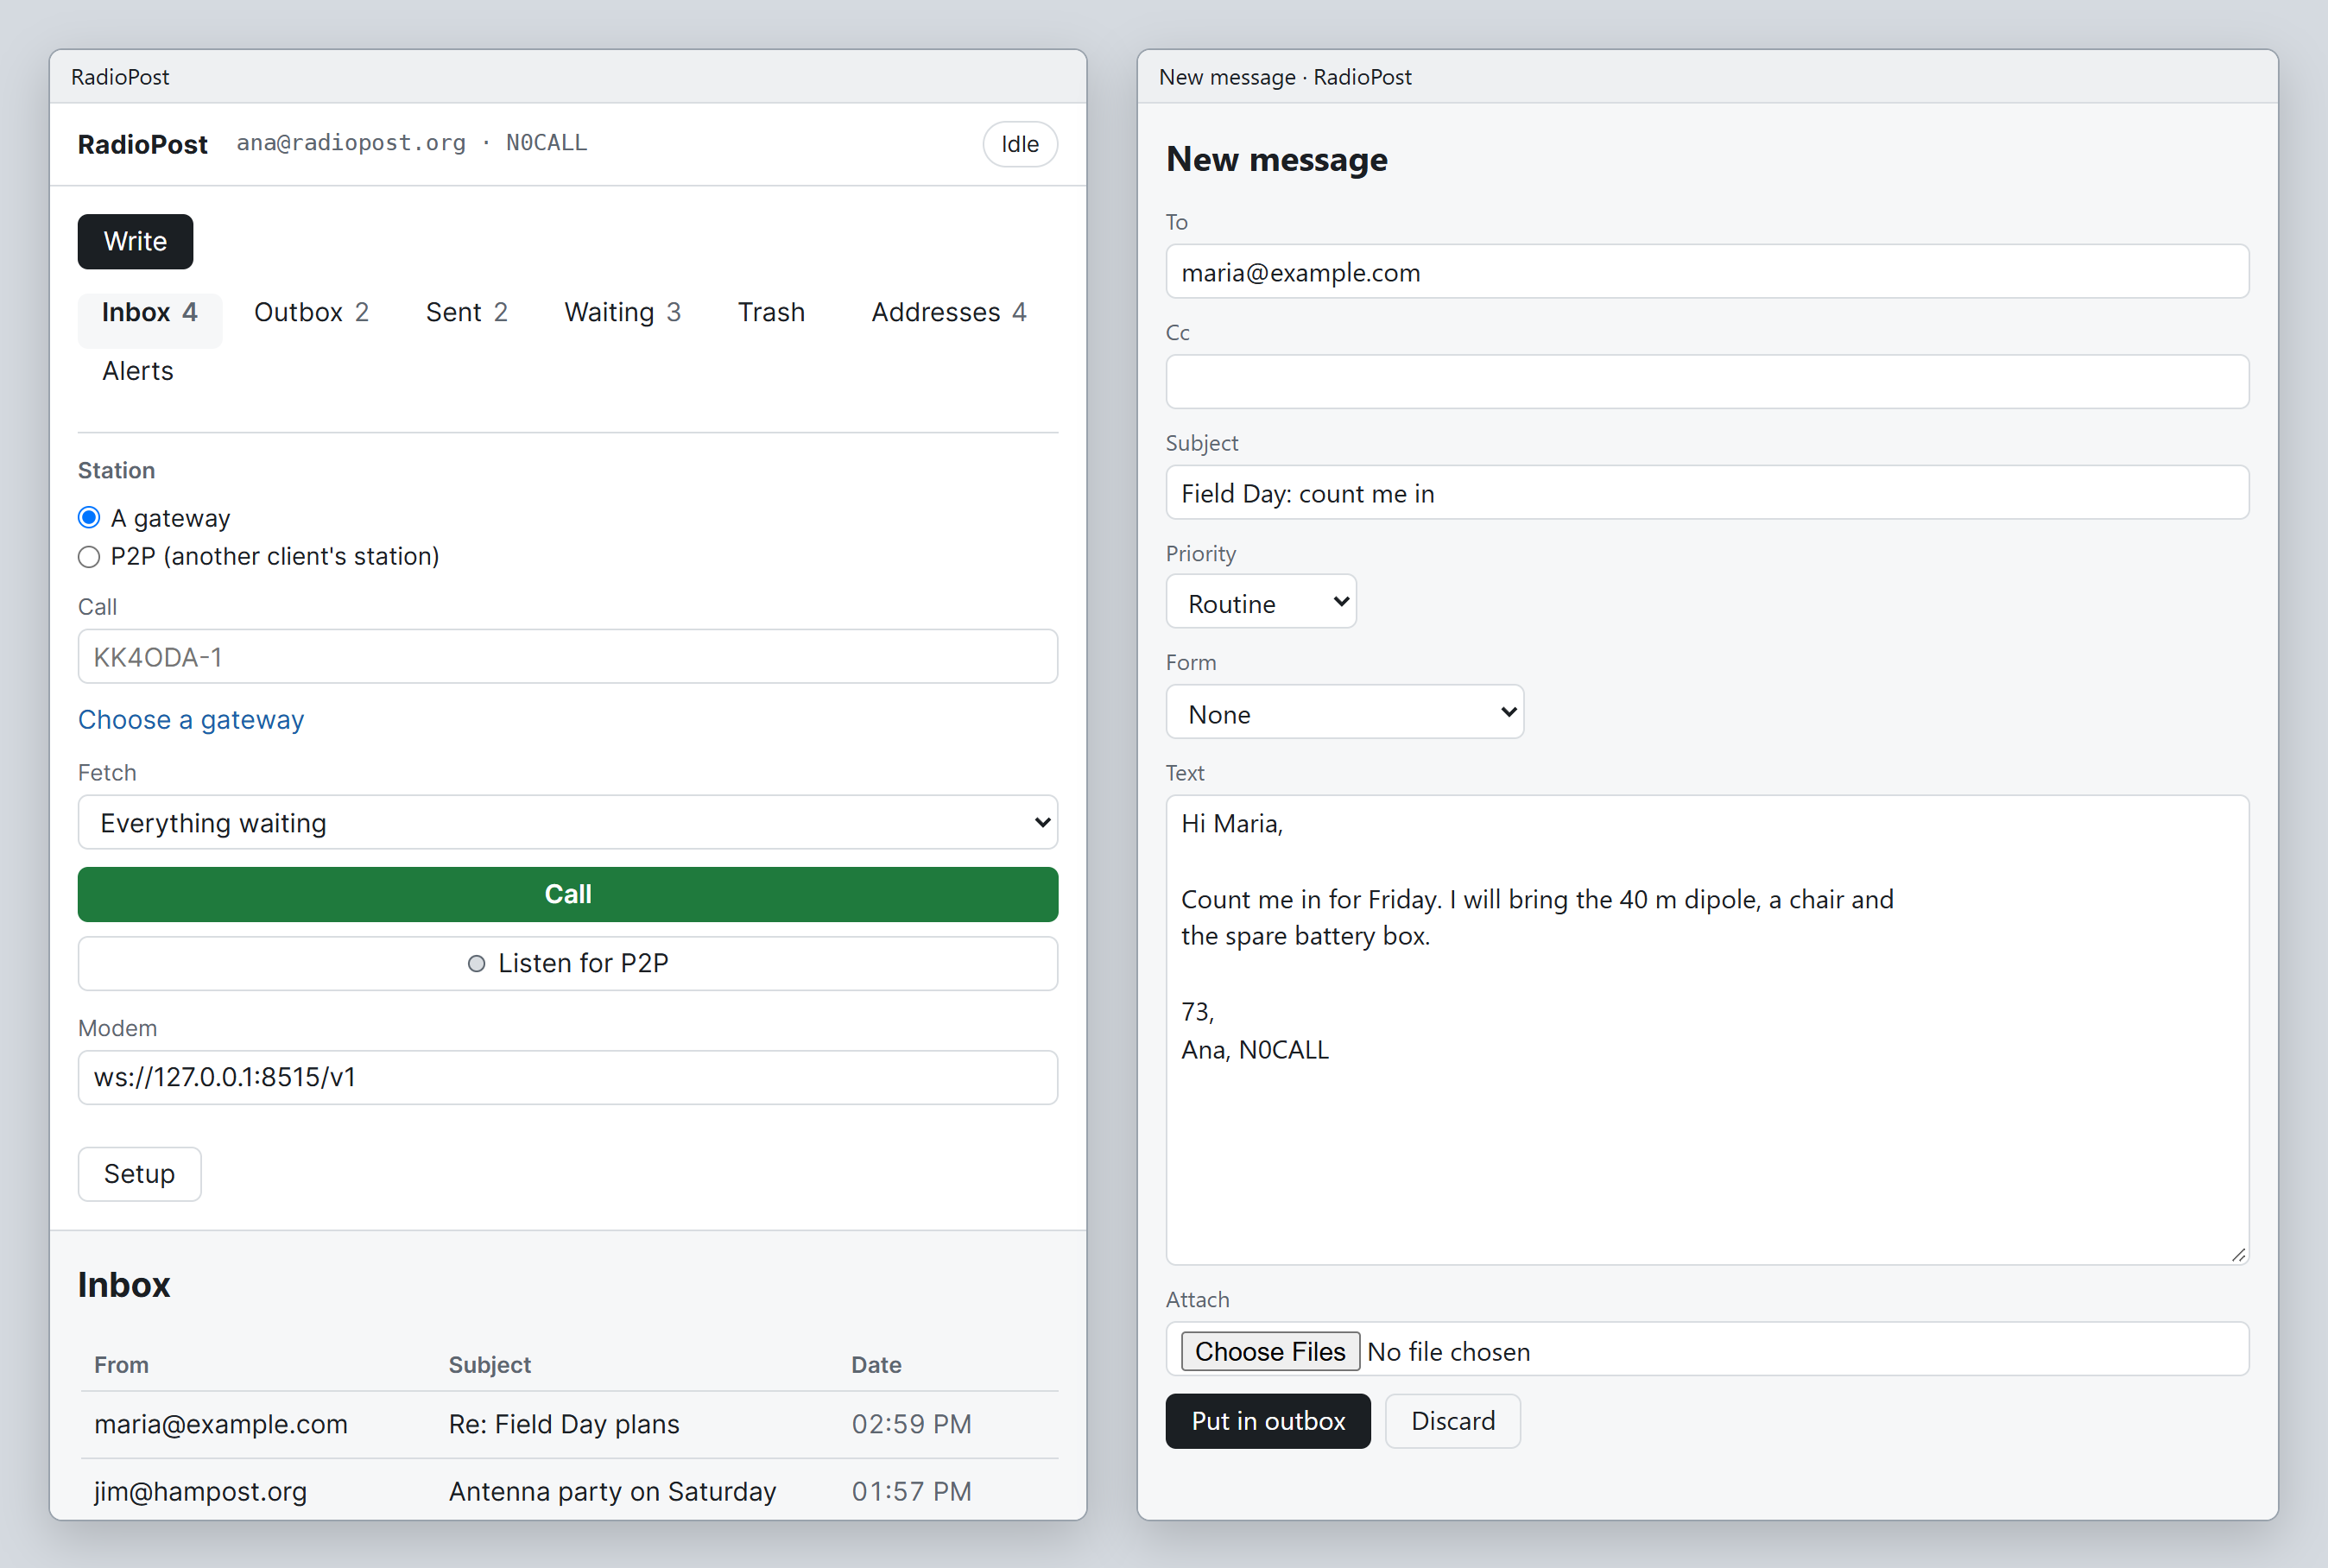 RadioPost
RadioPost ana@radiopost.org · N0CALL Idle
Write
Inbox 4 Outbox 2 Sent 2 Waiting 3 Trash Addresses 4
Alerts
Station
A gateway
P2P (another client's station)
Call
KK4ODA-1
Choose a gateway
Fetch
Everything waiting
Call
Listen for P2P
Modem
ws://127.0.0.1:8515/v1
Setup
Inbox
From Subject Date
maria@example.com Re: Field Day plans 02:59 PM
jim@hampost.org Antenna party on Saturday 01:57 PM
New message · RadioPost
New message
To
maria@example.com
Cc
Subject
Field Day: count me in
Priority
Routine
Form
None
Text
Hi Maria,
Count me in for Friday. I will bring the 40 m dipole, a chair and
the spare battery box.
73,
Ana, N0CALL
Attach
Choose Files No file chosen
Put in outbox Discard